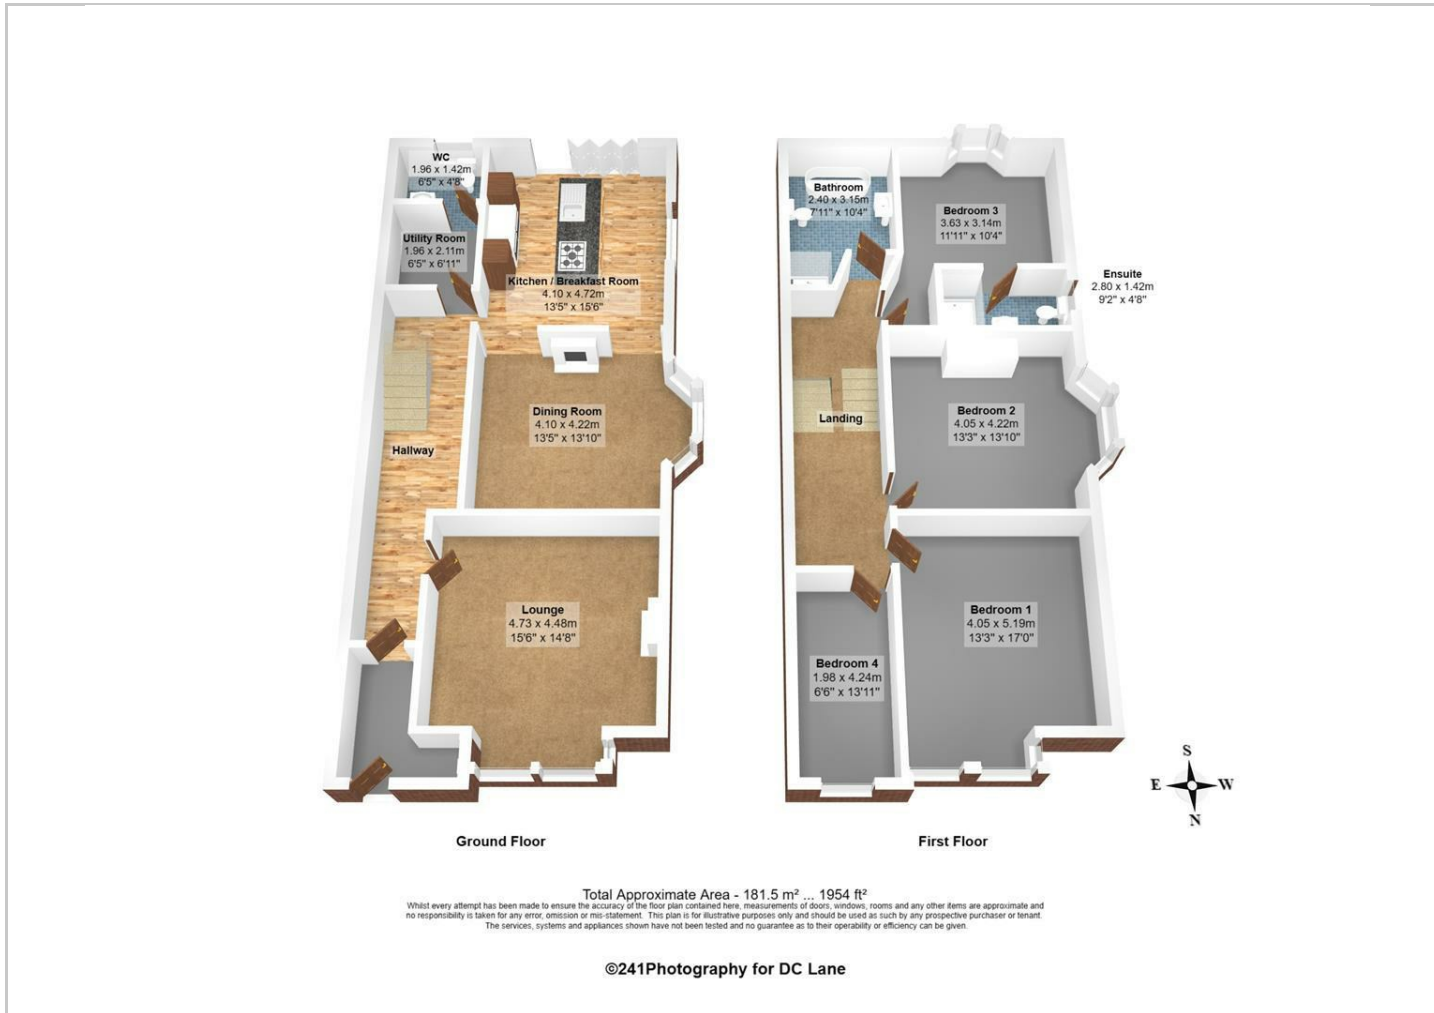 WC
1.96 x 1.42m
6'5" x 4'8"
Utility Room
1.96 x 2.11m
6'5" x 6'11"
Kitchen / Breakfast Room
4.10 x 4.72m
13'5" x 15'6"
Dining Room
4.10 x 4.22m
13'5" x 13'10"
Hallway
Lounge
4.73 x 4.48m
15'6" x 14'8"
Ground Floor
Bathroom
2.40 x 3.15m
7'11" x 10'4"
Bedroom 3
3.63 x 3.14m
11'11" x 10'4"
Ensuite
2.80 x 1.42m
9'2" x 4'8"
Landing
Bedroom 2
4.05 x 4.22m
13'3" x 13'10"
Bedroom 1
4.05 x 5.19m
13'3" x 17'0"
Bedroom 4
1.98 x 4.24m
6'6" x 13'11"
First Floor
S
E W
N
Total Approximate Area - 181.5 m² ... 1954 ft²
Whilst every attempt has been made to ensure the accuracy of the floor plan contained here, measurements of doors, windows, rooms and any other items are approximate and
no responsibility is taken for any error, omission or mis-statement. This plan is for illustrative purposes only and should be used as such by any prospective purchaser or tenant.
The services, systems and appliances shown have not been tested and no guarantee as to their operability or efficiency can be given.
©241Photography for DC Lane